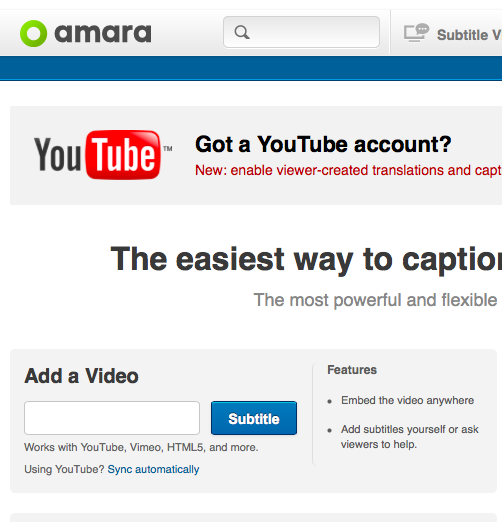 amara
Subtitle V
YouTube™
Got a YouTube account?
New: enable viewer-created translations and capt
The easiest way to caption
The most powerful and flexible
Add a Video
Subtitle
Works with YouTube, Vimeo, HTML5, and more.
Using YouTube? Sync automatically
Features
Embed the video anywhere
Add subtitles yourself or ask
viewers to help.